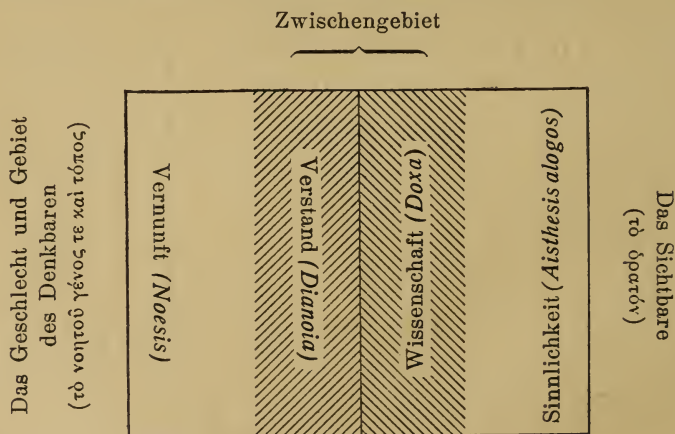 Zwischengebiet
Das Geschlecht und Gebiet
des Denkbaren
(τὸ νοητοῦ γένος τε καὶ τόπος)
Vernunft (Noesis)
Verstand (Dianoia)
Wissenschaft (Doxa)
Sinnlichkeit (Aisthesis alogos)
Das Sichtbare
(τὸ ὁρατόν)